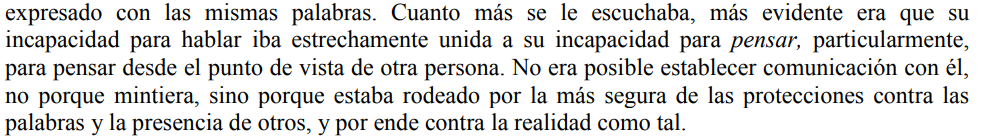 expresado con las mismas palabras. Cuanto más se le escuchaba, más evidente era que su
incapacidad para hablar iba estrechamente unida a su incapacidad para pensar, particularmente,
para pensar desde el punto de vista de otra persona. No era posible establecer comunicación con él,
no porque mintiera, sino porque estaba rodeado por la más segura de las protecciones contra las
palabras y la presencia de otros, y por ende contra la realidad como tal.